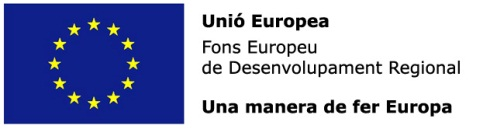 Unió Europea
Fons Europeu
de Desenvolupament Regional
Una manera de fer Europa